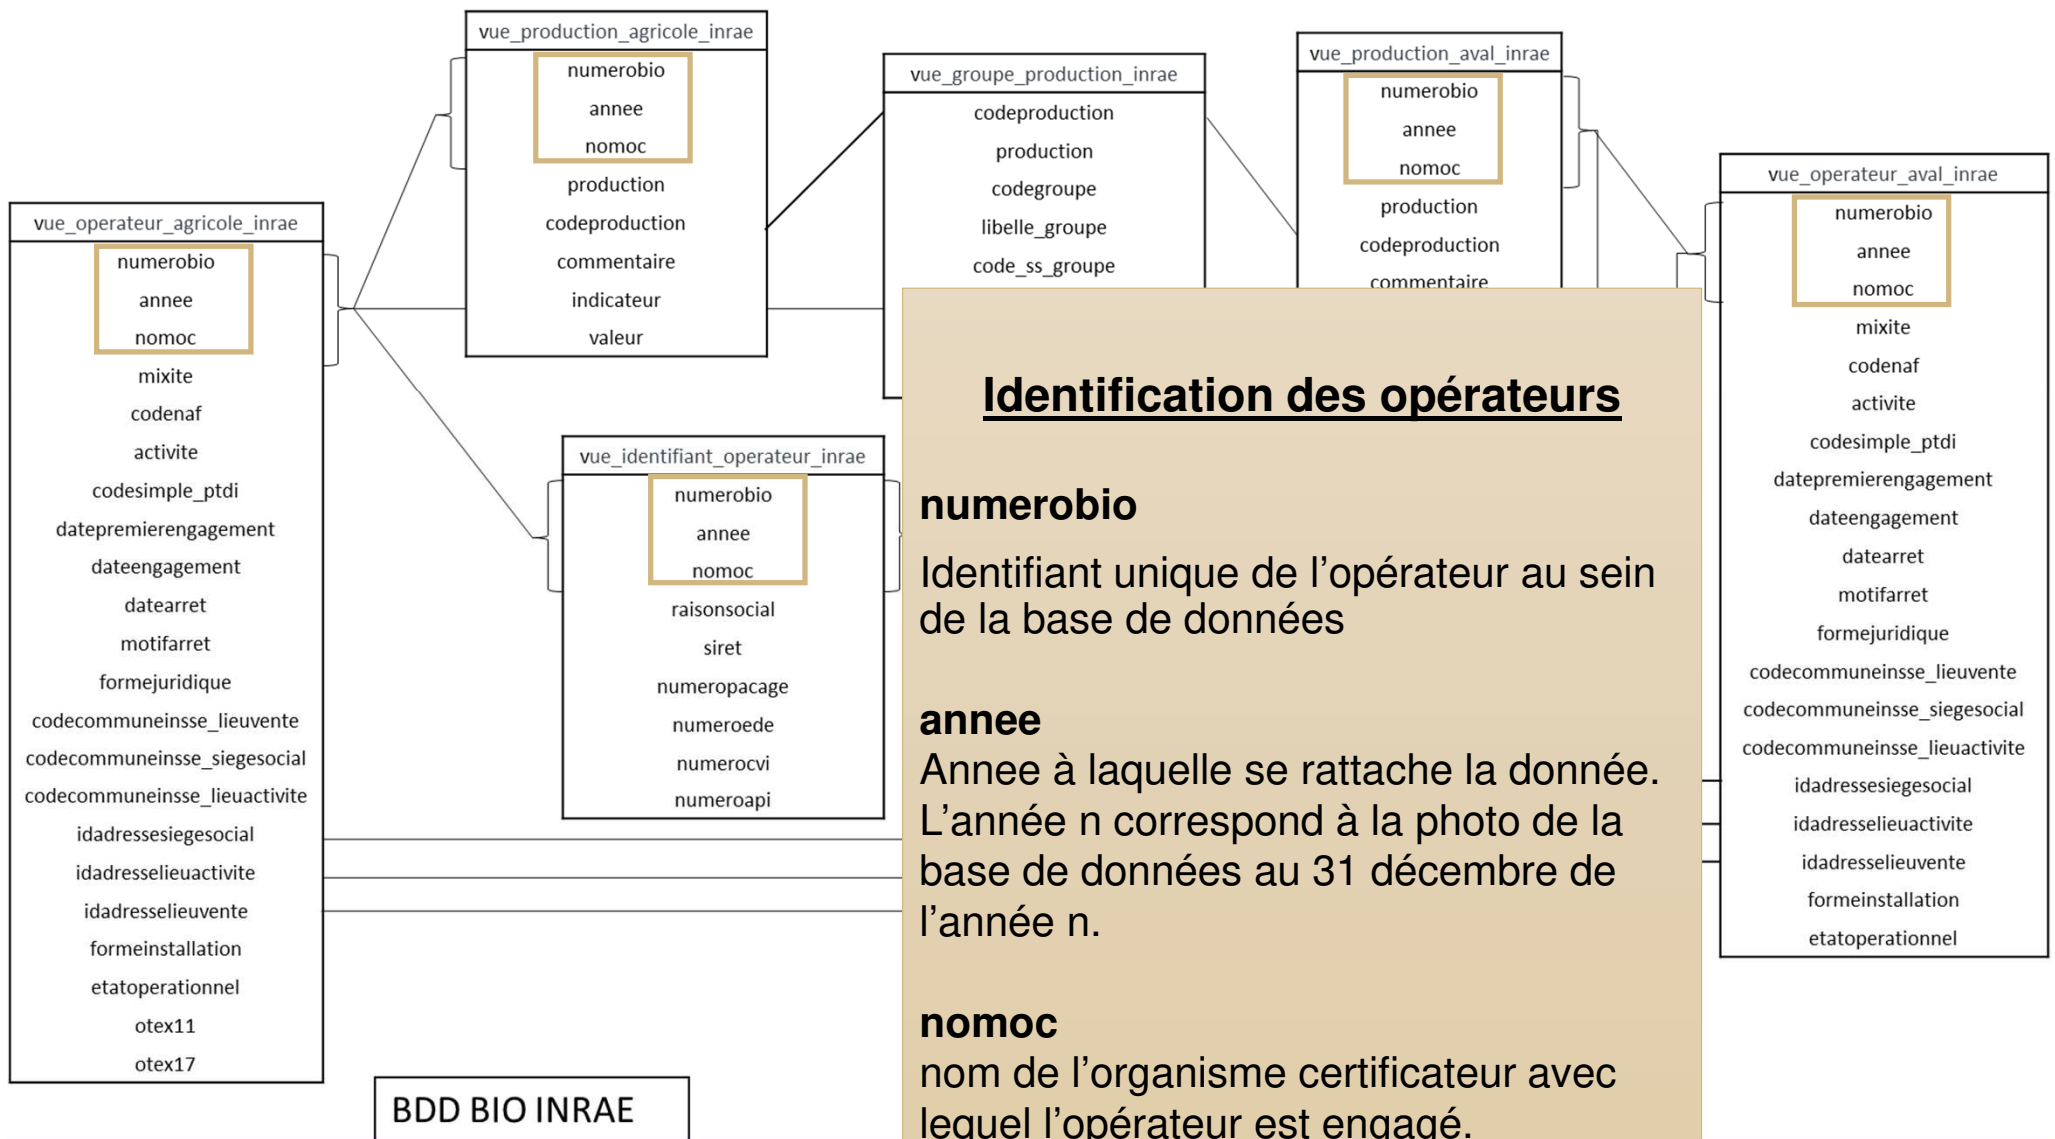 vue_production_agricole_inrae
numerobio
annee
nomoc
production
codeproduction
commentaire
indicateur
valeur
vue_groupe_production_inrae
codeproduction
production
codegroupe
libelle_groupe
code_ss_groupe
vue_production_aval_inrae
numerobio
annee
nomoc
production
codeproduction
commentaire
vue_operateur_aval_inrae
numerobio
annee
nomoc
mixite
codenaf
activite
codesimple_ptdi
datepremierengagement
dateengagement
datearret
motifarret
formejuridique
codecommuneinsse_lieuvente
codecommuneinsse_siegesocial
codecommuneinsse_lieuactivite
idadressesiegesocial
idadresselieuactivite
idadresselieuvente
formeinstallation
etatoperationnel
vue_operateur_agricole_inrae
numerobio
annee
nomoc
mixite
codenaf
activite
codesimple_ptdi
datepremierengagement
dateengagement
datearret
motifarret
formejuridique
codecommuneinsse_lieuvente
codecommuneinsse_siegesocial
codecommuneinsse_lieuactivite
idadressesiegesocial
idadresselieuactivite
idadresselieuvente
formeinstallation
etatoperationnel
otex11
otex17
vue_identifiant_operateur_inrae
numerobio
annee
nomoc
raisonsocial
siret
numeropacage
numeroede
numerocvi
numeroapi
Identification des opérateurs
numerobio
Identifiant unique de l’opérateur au sein
de la base de données
annee
Annee à laquelle se rattache la donnée.
L’année n correspond à la photo de la
base de données au 31 décembre de
l’année n.
nomoc
nom de l’organisme certificateur avec
lequel l’opérateur est engagé.
BDD BIO INRAE